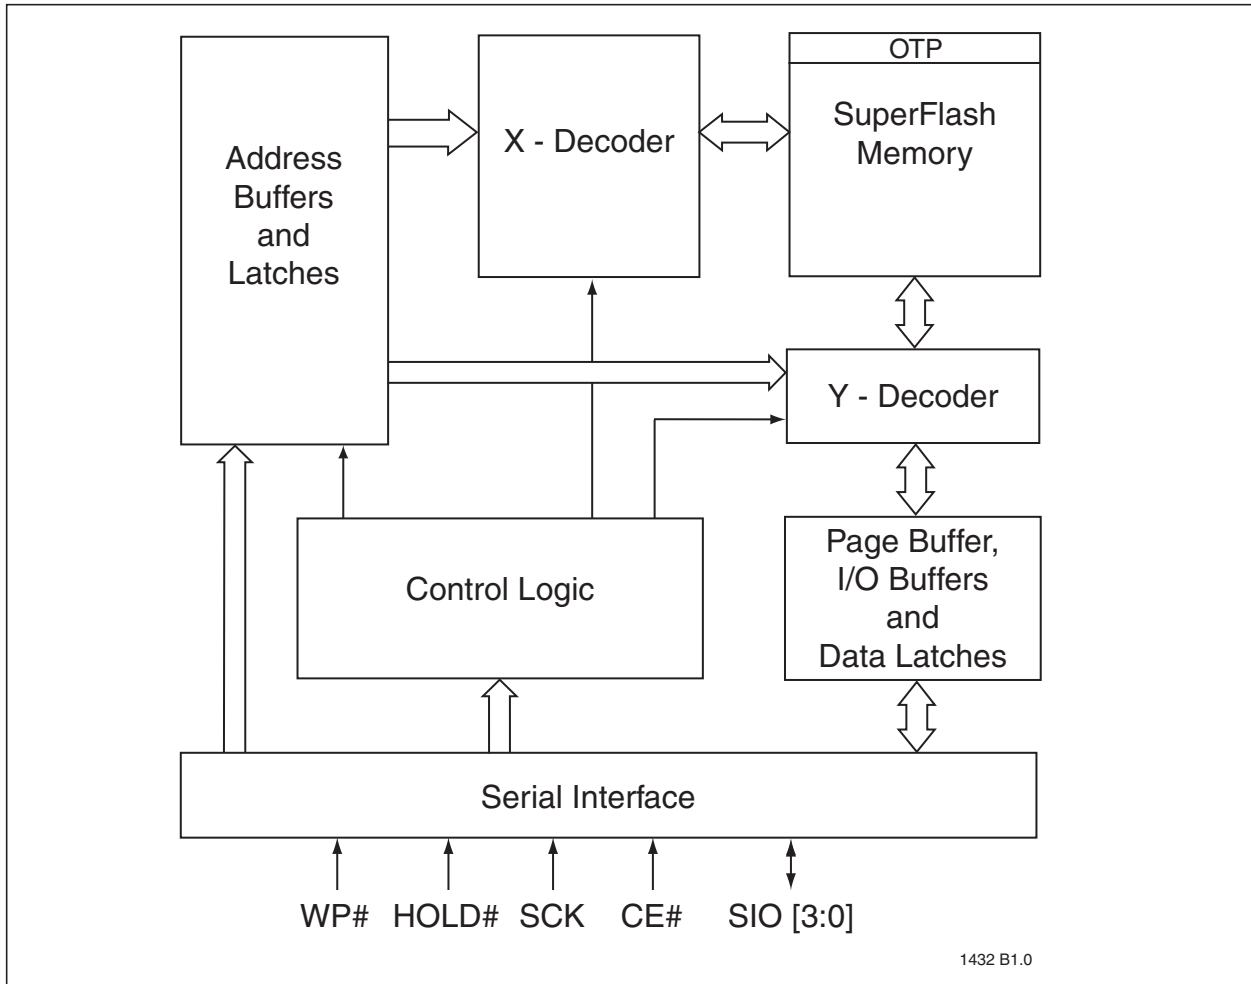 OTP
SuperFlash
Memory
X - Decoder
Address
Buffers
and
Latches
Y - Decoder
Control Logic
Page Buffer,
I/O Buffers
and
Data Latches
Serial Interface
WP# HOLD# SCK CE# SIO [3:0]
1432 B1.0